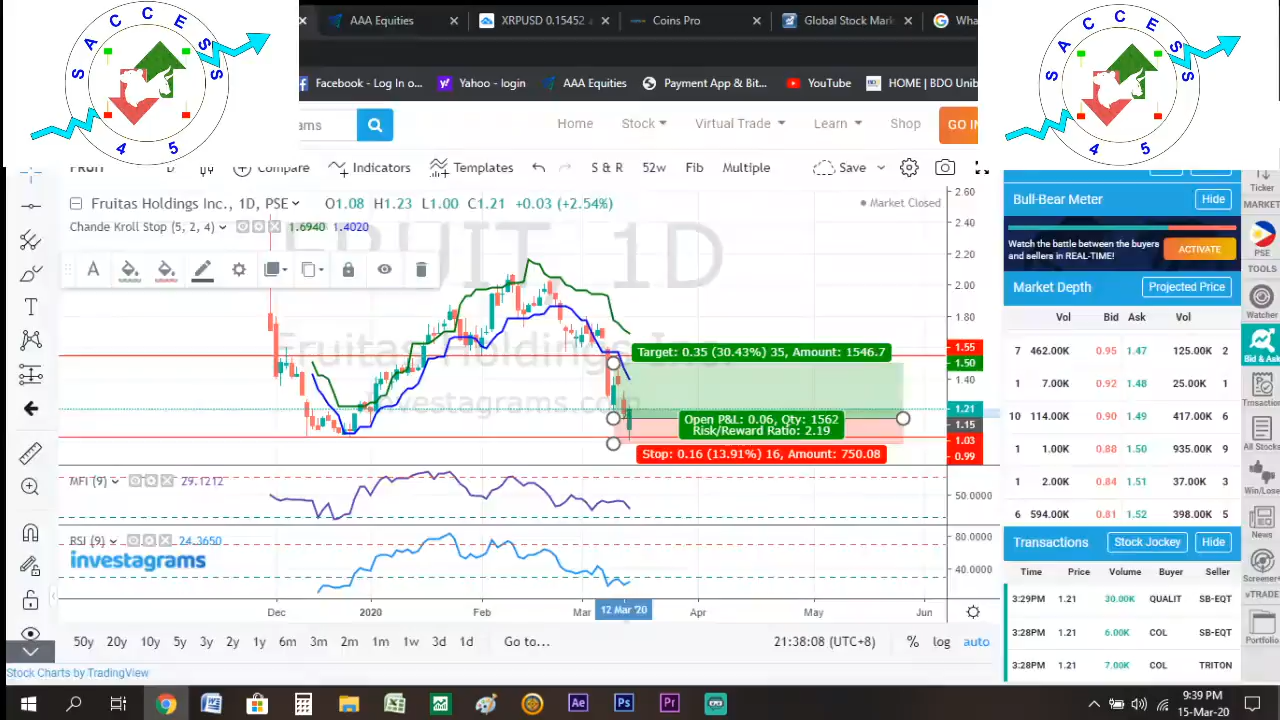 SACCESS
45
SACCESS
45
AAA Equities
XRPUSD 0.15452
Coins Pro
Global Stock Mark
Wha
Facebook - Log In o...
Yahoo - login
AAA Equities
Payment App & Bit...
YouTube
HOME | BDO Unib
ams
Home
Stock
Virtual Trade
Learn
Shop
GO IN
FRUIT
D
Compare
Indicators
Templates
S & R
52w
Fib
Multiple
Save
Fruitas Holdings Inc., 1D, PSE
O1.08 H1.23 L1.00 C1.21 +0.03 (+2.54%)
Market Closed
Chande Kroll Stop (5, 2, 4)
1.6940 1.4020
FRUIT, 1D
Fruitas Holdings Inc.
investagrams.com
Target: 0.35 (30.43%) 35, Amount: 1546.7
Open P&L: 0.06, Qty: 1562
Risk/Reward Ratio: 2.19
Stop: 0.16 (13.91%) 16, Amount: 750.08
2.60
2.40
2.20
2.00
1.80
1.55
1.50
1.40
1.21
1.15
1.03
0.99
MFI (9)
29.1212
50.0000
RSI (9)
24.3650
investagrams
80.0000
40.0000
Dec
2020
Feb
Mar
12 Mar '20
Apr
May
Jun
50y 20y 10y 5y 3y 2y 1y 6m 3m 2m 1m 1w 3d 1d
Go to...
21:38:08 (UTC+8)
% log auto
Stock Charts by TradingView
Bull-Bear Meter
Hide
Watch the battle between the buyers
and sellers in REAL-TIME!
ACTIVATE
Market Depth
Projected Price
Vol Bid Ask Vol
7 462.00K 0.95 1.47 125.00K 2
1 7.00K 0.92 1.48 25.00K 1
10 114.00K 0.90 1.49 417.00K 6
1 1.00K 0.88 1.50 935.00K 9
1 2.00K 0.84 1.51 37.00K 3
6 594.00K 0.81 1.52 398.00K 5
Transactions
Stock Jockey
Hide
Time Price Volume Buyer Seller
3:29PM 1.21 30.00K QUALIT SB-EQT
3:28PM 1.21 6.00K COL SB-EQT
3:28PM 1.21 7.00K COL TRITON
Ticker
MARKET
PSE
TOOLS
Watcher
Bid & Ask
All Stocks
Win/Lose
News
Screener
vTRADE
Portfolio
Ae
Ps
Pr
9:39 PM
15-Mar-20